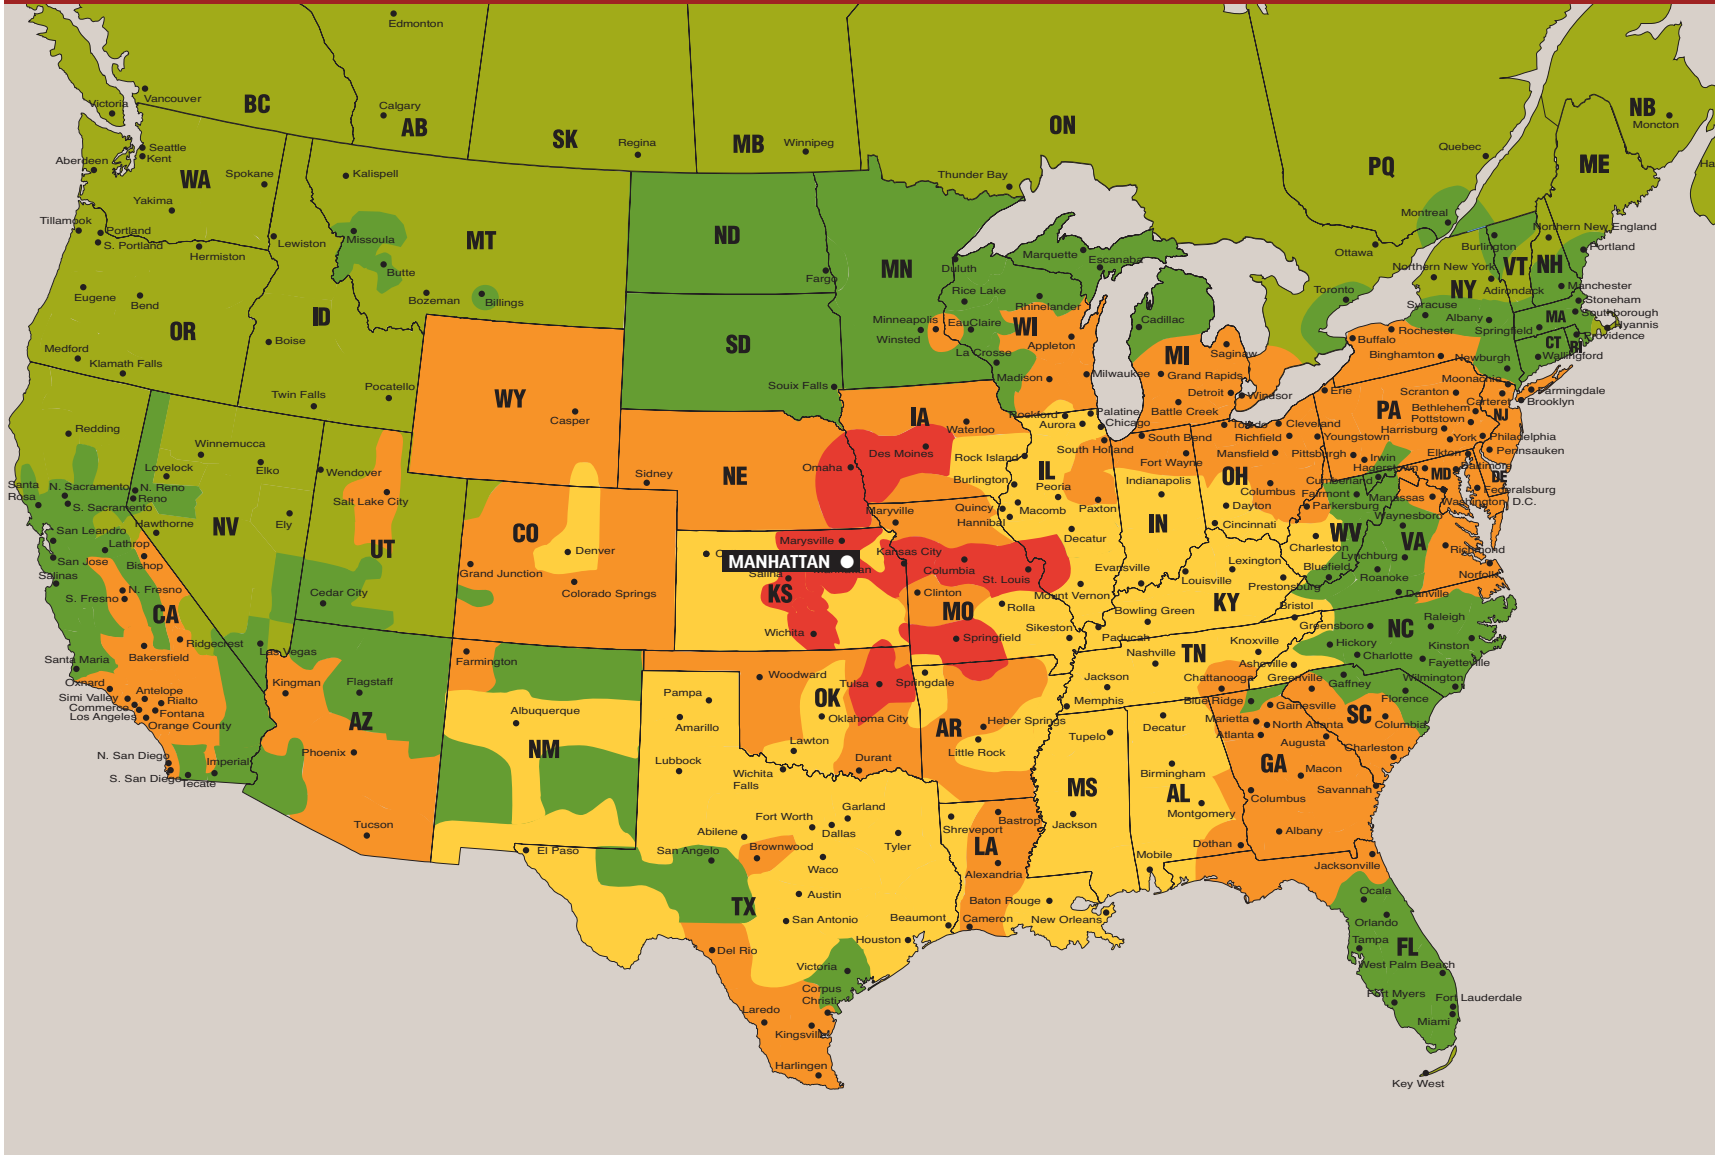 Edmonton
Victoria
Vancouver
BC
Calgary
AB
SK
Regina
MB
Winnipeg
ON
Thunder Bay
PQ
Quebec
Montreal
Ottawa
Toronto
NB
Moncton
Ha
ME
Seattle
Kent
Aberdeen
WA
Spokane
Yakima
Tillamook
Portland
S. Portland
Hermiston
Lewiston
Kalispell
Missoula
MT
Butte
Bozeman
Billings
Eugene
Bend
OR
ID
Boise
Medford
Klamath Falls
Twin Falls
Pocatello
ND
Fargo
SD
Souix Falls
MN
Duluth
Minneapolis
Winsted
Marquette
Escanaba
Rice Lake
Rhinelander
EauClaire
WI
Appleton
La Crosse
Madison
Milwaukee
Cadillac
MI
Saginaw
Grand Rapids
Detroit
Windsor
Battle Creek
Northern New England
Burlington
Portland
VT
NH
Northern New York
NY
Adirondack
Manchester
Stoneham
Southborough
Hyannis
Providence
Syracuse
Albany
Springfield
MA
CT
RI
Wallingford
Rochester
Buffalo
Binghamton
Newburgh
Moonachie
Farmingdale
Brooklyn
Carteret
NJ
Erie
Scranton
PA
Bethlehem
Pottstown
Harrisburg
York
Philadelphia
Pennsauken
Elkton
Youngstown
Pittsburgh
Irwin
Hagerstown
MD
Baltimore
DE
Federalsburg
Washington, D.C.
Manassas
Cumberland
Fairmont
Parkersburg
Toledo
Cleveland
Richfield
Mansfield
OH
Columbus
Dayton
Cincinnati
WV
Charleston
Waynesboro
VA
Lynchburg
Richmond
Bluefield
Roanoke
Norfolk
Danville
WY
Casper
Sidney
NE
Omaha
IA
Waterloo
Des Moines
Rockford
Palatine
Aurora
Chicago
South Holland
South Bend
Fort Wayne
Rock Island
IL
Peoria
Burlington
Macomb
Paxton
Quincy
Hannibal
Decatur
Indianapolis
IN
Evansville
Mount Vernon
Redding
Santa Rosa
N. Sacramento
S. Sacramento
N. Reno
Reno
Lovelock
Winnemucca
Elko
NV
Ely
Hawthorne
San Leandro
Lathrop
San Jose
Bishop
Salinas
S. Fresno
N. Fresno
CA
Ridgecrest
Bakersfield
Santa Maria
Oxnard
Simi Valley
Commerce
Los Angeles
Antelope
Rialto
Fontana
Orange County
N. San Diego
S. San Diego
Tecate
Imperial
Las Vegas
Wendover
Salt Lake City
UT
Cedar City
CO
Denver
Grand Junction
Colorado Springs
Maryville
Marysville
MANHATTAN
Salina
KS
Wichita
Kansas City
Columbia
St. Louis
Clinton
MO
Rolla
Sikeston
Springfield
Louisville
Lexington
Prestonsburg
KY
Bowling Green
Paducah
Bristol
Nashville
TN
Knoxville
Jackson
Memphis
Chattanooga
Greensboro
Raleigh
NC
Hickory
Kinston
Charlotte
Fayetteville
Asheville
Wilmington
Greenville
Gaffney
Florence
SC
Columbia
Charleston
Kingman
Flagstaff
AZ
Phoenix
Tucson
Farmington
Albuquerque
NM
El Paso
Pampa
Amarillo
Lubbock
Woodward
OK
Tulsa
Oklahoma City
Lawton
Durant
Springdale
AR
Heber Springs
Little Rock
Wichita Falls
Abilene
Fort Worth
Garland
Dallas
Brownwood
Tyler
Waco
San Angelo
TX
Austin
San Antonio
Beaumont
Houston
Del Rio
Victoria
Corpus
Christi
Laredo
Kingsville
Harlingen
Shreveport
Bastrop
LA
Alexandria
Baton Rouge
Cameron
New Orleans
Tupelo
MS
Jackson
Decatur
Birmingham
AL
Montgomery
Mobile
Dothan
Blue Ridge
Gainesville
Marietta
North Atlanta
Atlanta
Augusta
GA
Macon
Columbus
Savannah
Albany
Jacksonville
Ocala
Orlando
Tampa
FL
West Palm Beach
Fort Myers
Fort Lauderdale
Miami
Key West